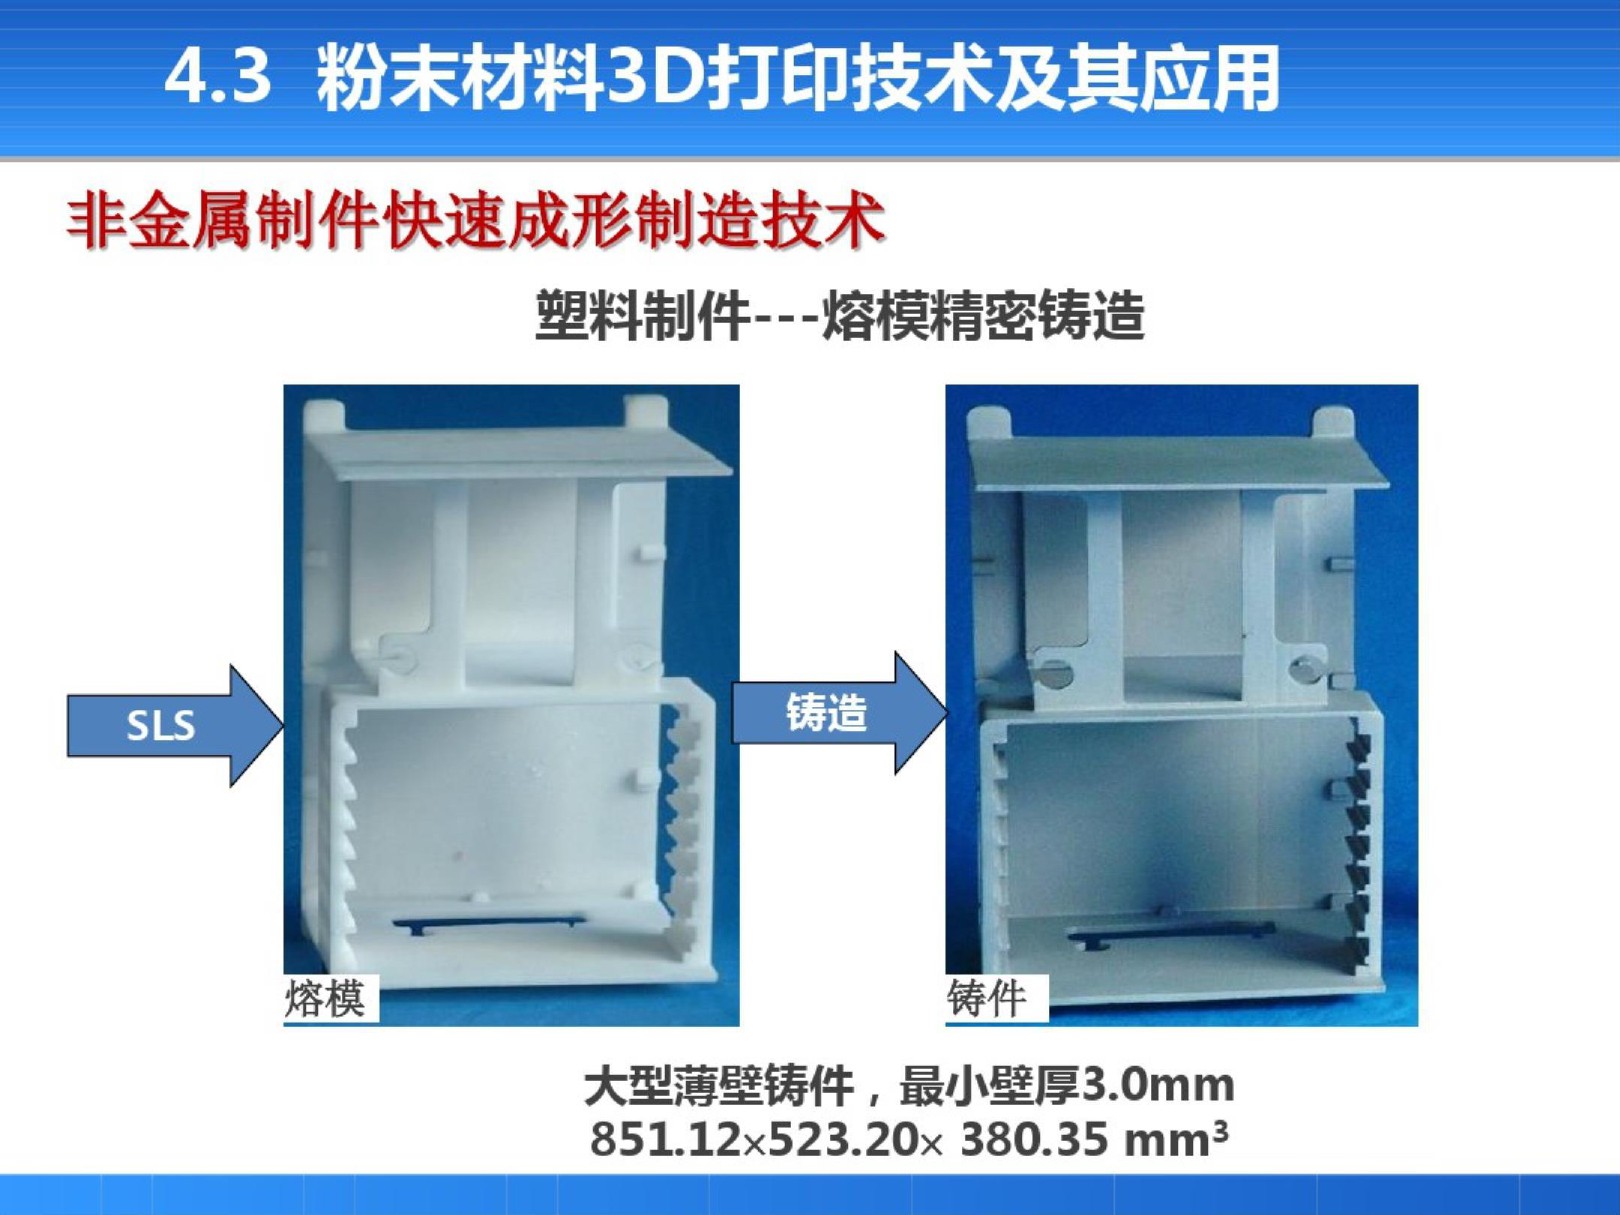 4.3 粉末材料3D打印技术及其应用
非金属制件快速成形制造技术
塑料制件---熔模精密铸造
SLS
铸造
熔模
铸件
大型薄壁铸件，最小壁厚3.0mm
851.12×523.20× 380.35 mm³